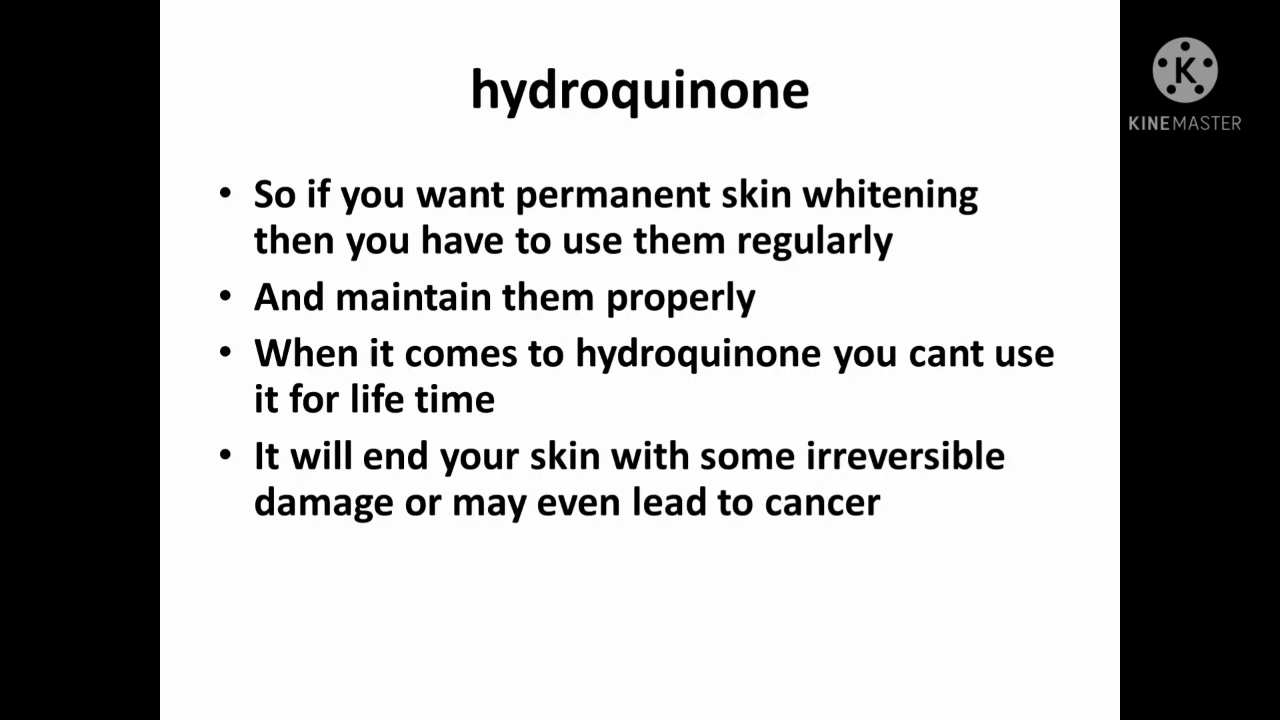 hydroquinone
K
KINEMASTER
• So if you want permanent skin whitening
then you have to use them regularly
• And maintain them properly
• When it comes to hydroquinone you cant use
it for life time
• It will end your skin with some irreversible
damage or may even lead to cancer